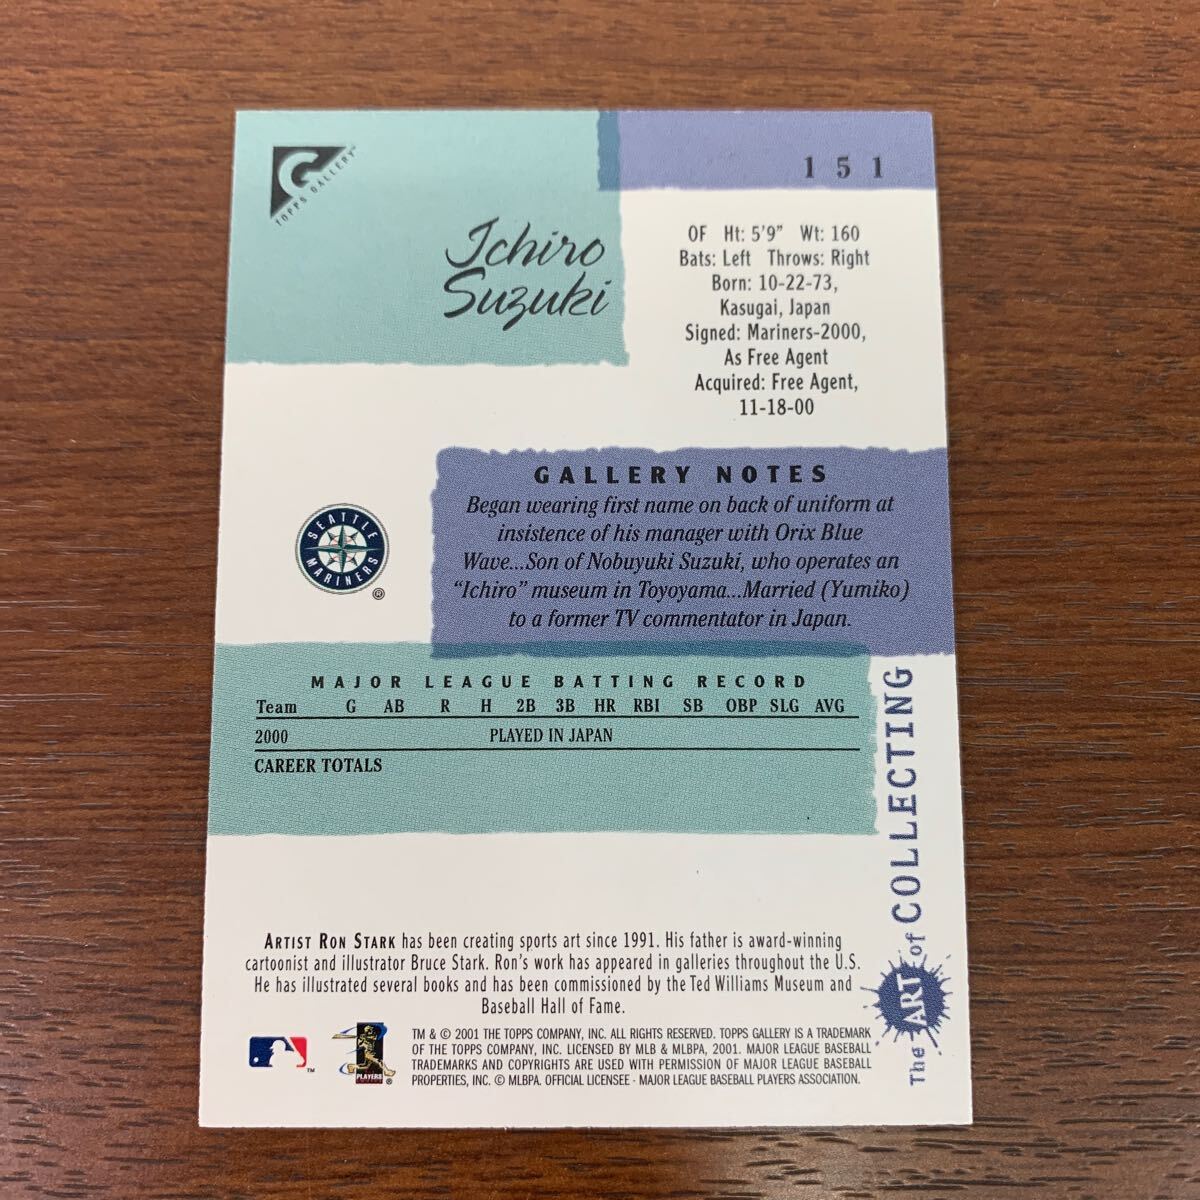 G
TOPPS GALLERY™
151
Ichiro
Suzuki
OF Ht: 5'9" Wt: 160
Bats: Left Throws: Right
Born: 10-22-73,
Kasugai, Japan
Signed: Mariners-2000,
As Free Agent
Acquired: Free Agent,
11-18-00
GALLERY NOTES
Began wearing first name on back of uniform at
insistence of his manager with Orix Blue
Wave...Son of Nobuyuki Suzuki, who operates an
“Ichiro” museum in Toyoyama...Married (Yumiko)
to a former TV commentator in Japan.
SEATTLE
MARINERS
®
MAJOR LEAGUE BATTING RECORD
Team G AB R H 2B 3B HR RBI SB OBP SLG AVG
2000 PLAYED IN JAPAN
CAREER TOTALS
The ART of COLLECTING
ARTIST RON STARK has been creating sports art since 1991. His father is award-winning
cartoonist and illustrator Bruce Stark. Ron's work has appeared in galleries throughout the U.S.
He has illustrated several books and has been commissioned by the Ted Williams Museum and
Baseball Hall of Fame.
™
PLAYERS
®
TM & © 2001 THE TOPPS COMPANY, INC. ALL RIGHTS RESERVED. TOPPS GALLERY IS A TRADEMARK
OF THE TOPPS COMPANY, INC. LICENSED BY MLB & MLBPA, 2001. MAJOR LEAGUE BASEBALL
TRADEMARKS AND COPYRIGHTS ARE USED WITH PERMISSION OF MAJOR LEAGUE BASEBALL
PROPERTIES, INC. © MLBPA. OFFICIAL LICENSEE - MAJOR LEAGUE BASEBALL PLAYERS ASSOCIATION.